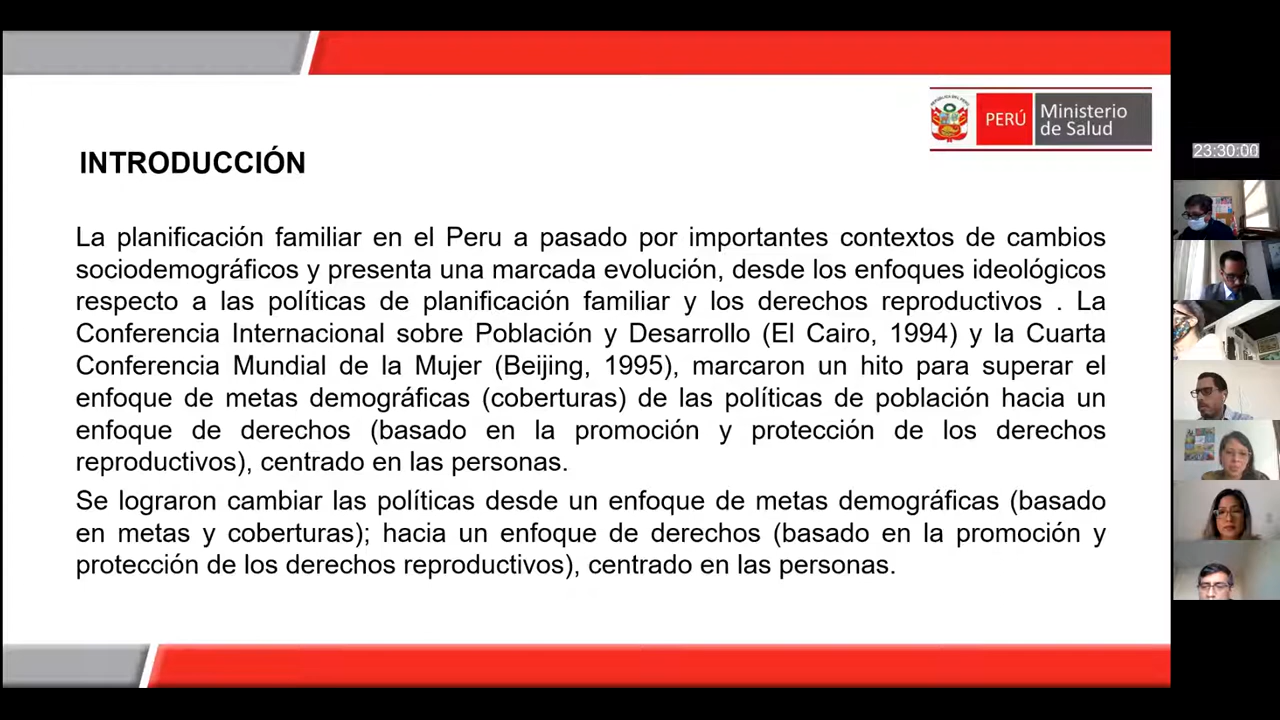 REPÚBLICA DEL PERÚ
PERÚ
Ministerio
de Salud
23:30:00
INTRODUCCIÓN
La planificación familiar en el Peru a pasado por importantes contextos de cambios
sociodemográficos y presenta una marcada evolución, desde los enfoques ideológicos
respecto a las políticas de planificación familiar y los derechos reproductivos . La
Conferencia Internacional sobre Población y Desarrollo (El Cairo, 1994) y la Cuarta
Conferencia Mundial de la Mujer (Beijing, 1995), marcaron un hito para superar el
enfoque de metas demográficas (coberturas) de las políticas de población hacia un
enfoque de derechos (basado en la promoción y protección de los derechos
reproductivos), centrado en las personas.
Se lograron cambiar las políticas desde un enfoque de metas demográficas (basado
en metas y coberturas); hacia un enfoque de derechos (basado en la promoción y
protección de los derechos reproductivos), centrado en las personas.